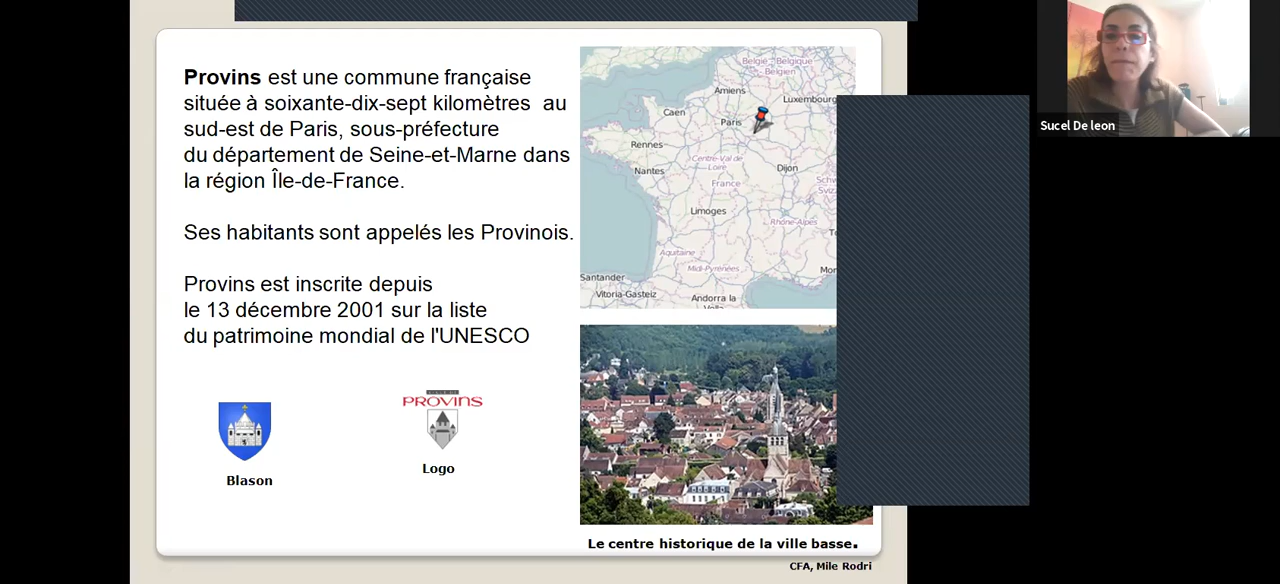 Provins est une commune française
située à soixante-dix-sept kilomètres au
sud-est de Paris, sous-préfecture
du département de Seine-et-Marne dans
la région Île-de-France.
Ses habitants sont appelés les Provinois.
Provins est inscrite depuis
le 13 décembre 2001 sur la liste
du patrimoine mondial de l'UNESCO
PROVINS
Blason
Logo
België - Belgique
Belgien
Amiens
Luxembourg
Caen
Paris
Rennes
Centre-Val de
Loire
Nantes
Dijon
France
Limoges
Rhône-Alpes
Aquitaine
Midi-Pyrénées
Santander
Vitoria-Gasteiz
Andorra la
Le centre historique de la ville basse.
CFA, Mile Rodri
Sucel De leon